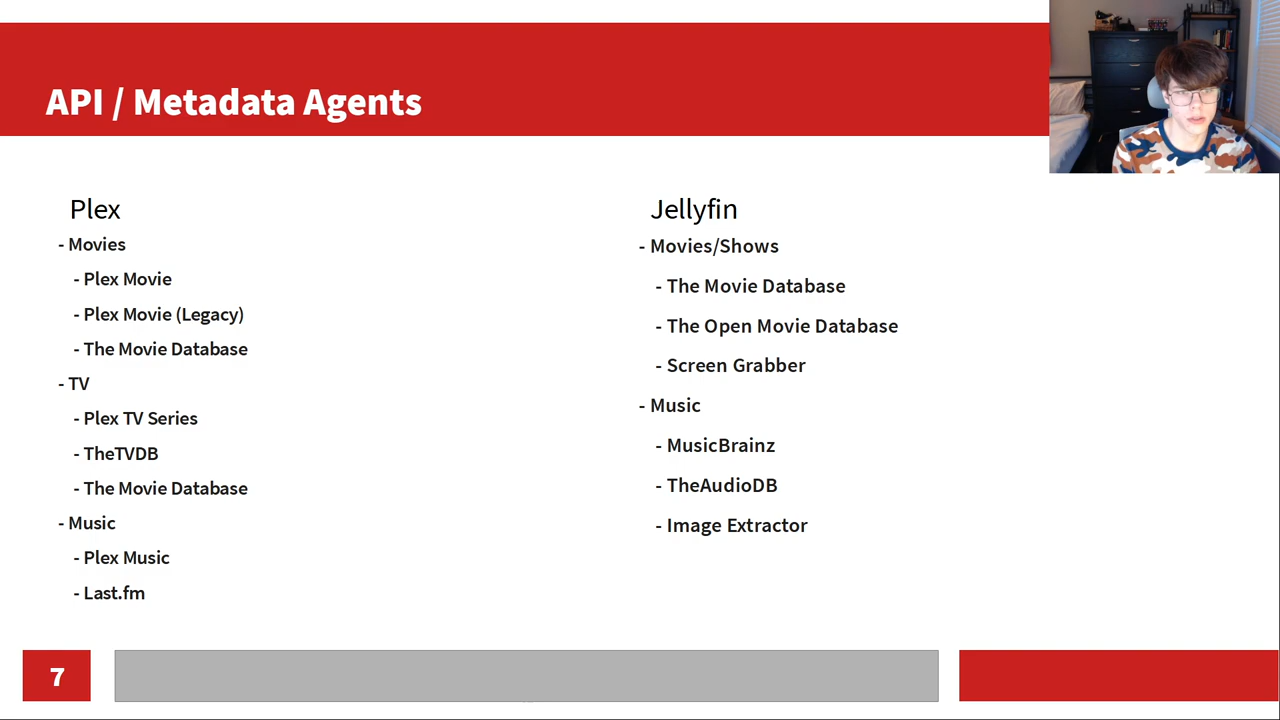 API / Metadata Agents
Plex
- Movies
- Plex Movie
- Plex Movie (Legacy)
- The Movie Database
- TV
- Plex TV Series
- TheTVDB
- The Movie Database
- Music
- Plex Music
- Last.fm
Jellyfin
- Movies/Shows
- The Movie Database
- The Open Movie Database
- Screen Grabber
- Music
- MusicBrainz
- TheAudioDB
- Image Extractor
7